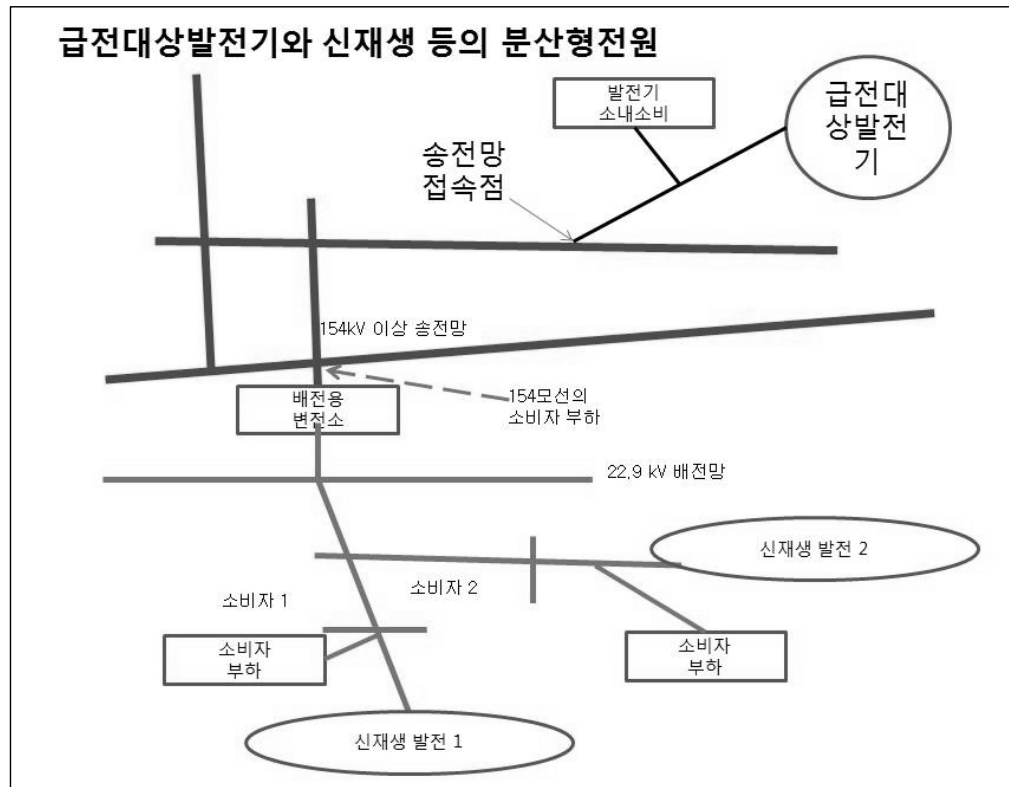 급전대상발전기와 신재생 등의 분산형전원
발전기
소내소비
급전대
상발전
기
송전망
접속점
154kV 이상 송전망
배전용
변전소
154모선의
소비자 부하
22.9 kV 배전망
신재생 발전 2
소비자 2
소비자 1
소비자
부하
소비자
부하
신재생 발전 1